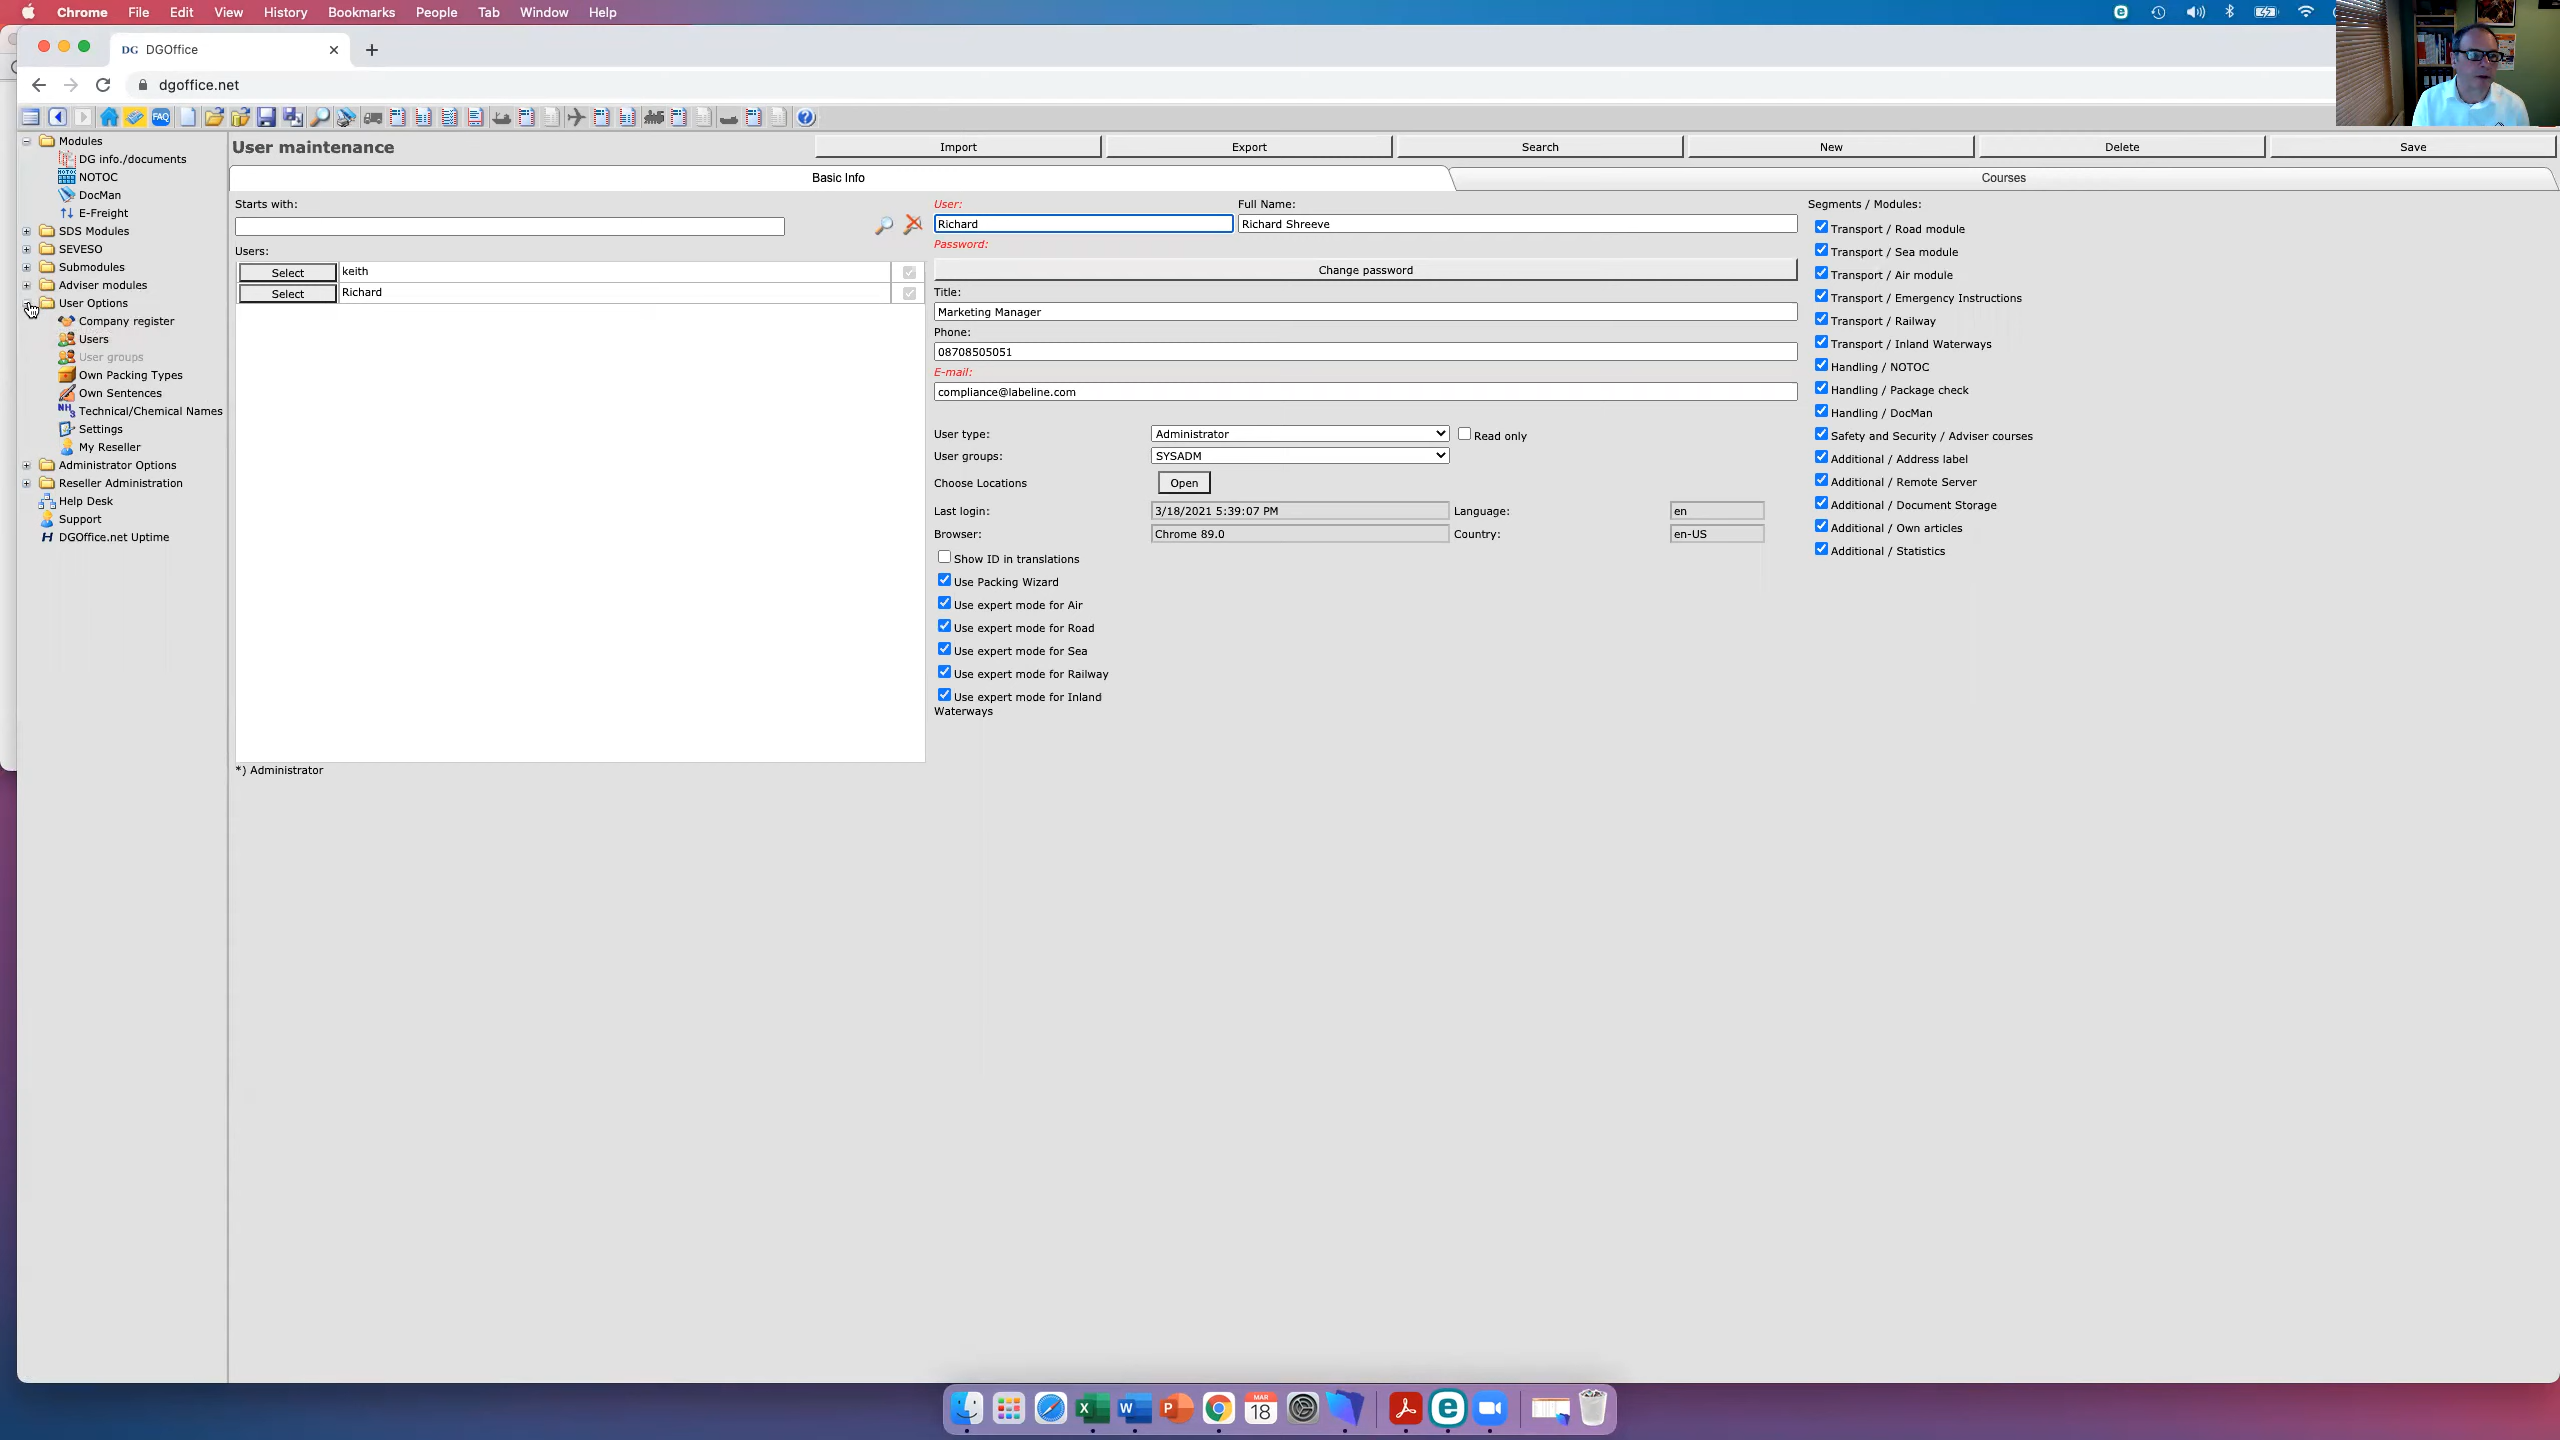 Chrome File Edit View History Bookmarks People Tab Window Help
DG DGOffice
dgoffice.net
FAQ
Modules
DG info./documents
NOTOC
DocMan
E-Freight
SDS Modules
SEVESO
Submodules
Adviser modules
User Options
Company register
Users
User groups
Own Packing Types
Own Sentences
Technical/Chemical Names
Settings
My Reseller
Administrator Options
Reseller Administration
Help Desk
Support
DGOffice.net Uptime
User maintenance
Import Export Search New Delete Save
Basic Info Courses
Starts with:
Users:
Select keith
Select Richard
*) Administrator
User: Full Name:
Richard Richard Shreeve
Password:
Change password
Title:
Marketing Manager
Phone:
08708505051
E-mail:
compliance@labeline.com
User type: Administrator Read only
User groups: SYSADM
Choose Locations Open
Last login: 3/18/2021 5:39:07 PM Language: en
Browser: Chrome 89.0 Country: en-US
Show ID in translations
Use Packing Wizard
Use expert mode for Air
Use expert mode for Road
Use expert mode for Sea
Use expert mode for Railway
Use expert mode for Inland
Waterways
Segments / Modules:
Transport / Road module
Transport / Sea module
Transport / Air module
Transport / Emergency Instructions
Transport / Railway
Transport / Inland Waterways
Handling / NOTOC
Handling / Package check
Handling / DocMan
Safety and Security / Adviser courses
Additional / Address label
Additional / Remote Server
Additional / Document Storage
Additional / Own articles
Additional / Statistics
MAR
18